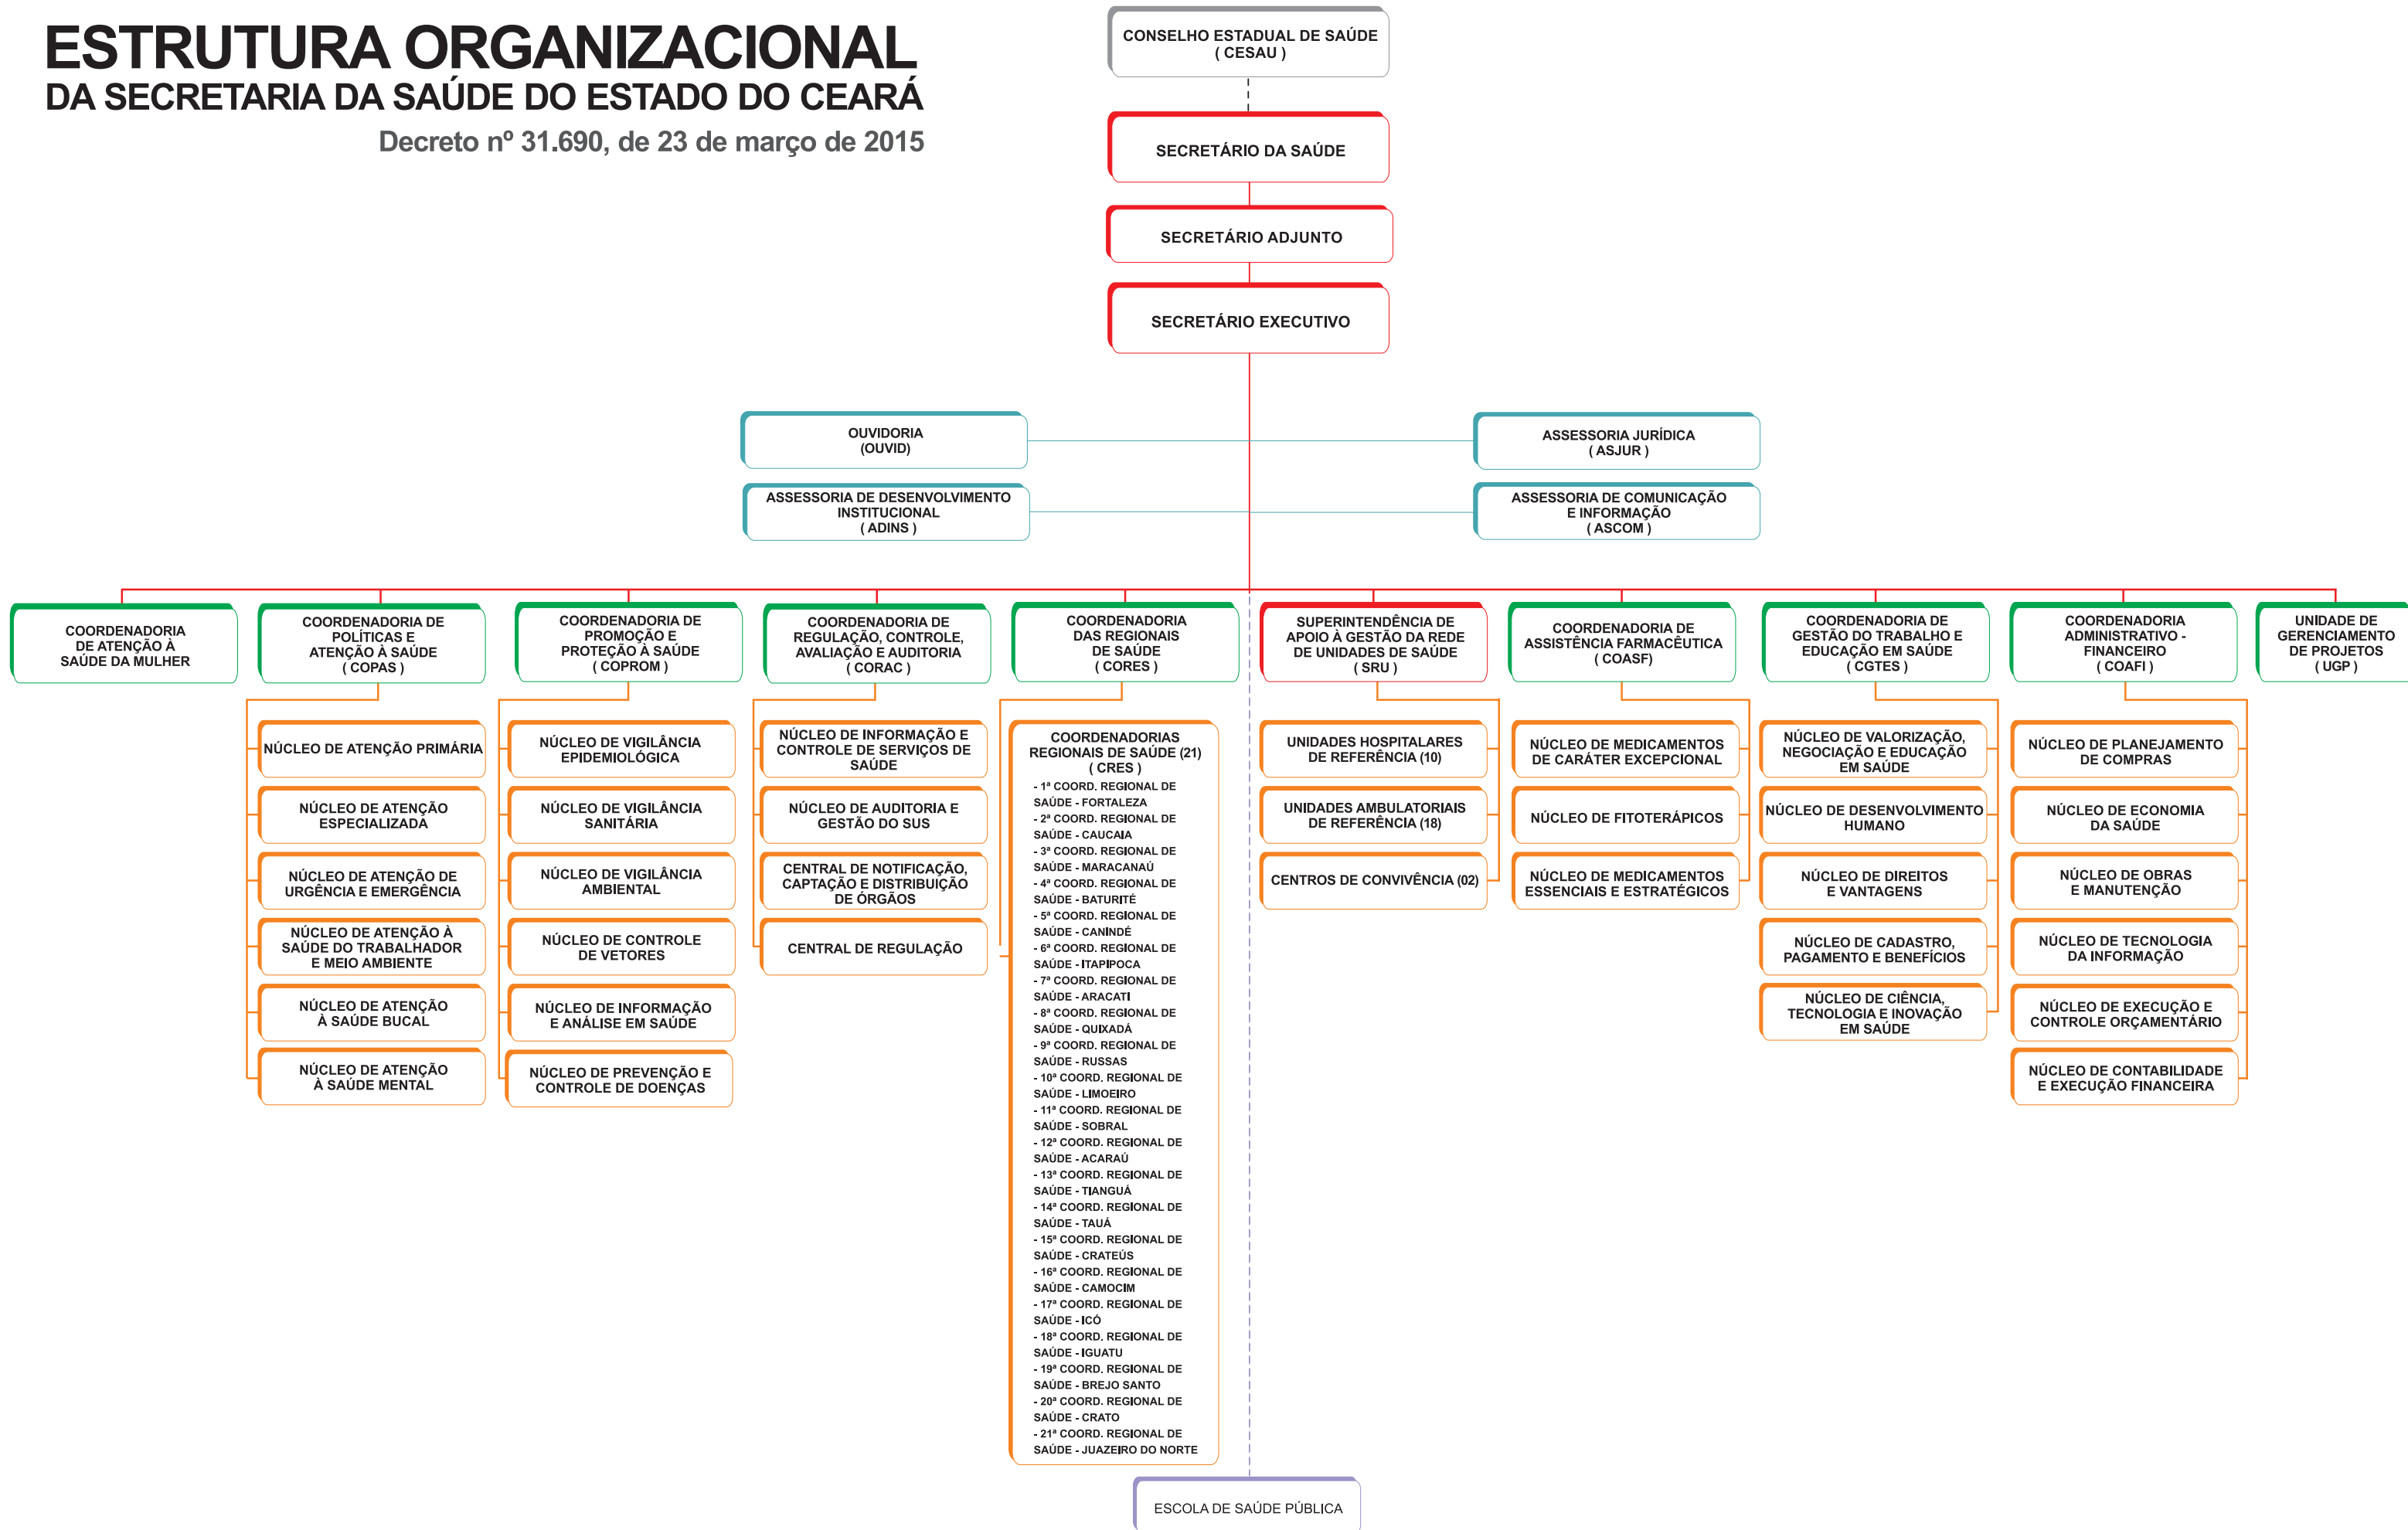 ESTRUTURA ORGANIZACIONAL
DA SECRETARIA DA SAÚDE DO ESTADO DO CEARÁ
Decreto nº 31.690, de 23 de março de 2015
CONSELHO ESTADUAL DE SAÚDE
( CESAU )
SECRETÁRIO DA SAÚDE
SECRETÁRIO ADJUNTO
SECRETÁRIO EXECUTIVO
OUVIDORIA
(OUVID)
ASSESSORIA JURÍDICA
( ASJUR )
ASSESSORIA DE DESENVOLVIMENTO
INSTITUCIONAL
( ADINS )
ASSESSORIA DE COMUNICAÇÃO
E INFORMAÇÃO
( ASCOM )
COORDENADORIA
DE ATENÇÃO À
SAÚDE DA MULHER
COORDENADORIA DE
POLÍTICAS E
ATENÇÃO À SAÚDE
( COPAS )
NÚCLEO DE ATENÇÃO PRIMÁRIA
NÚCLEO DE ATENÇÃO
ESPECIALIZADA
NÚCLEO DE ATENÇÃO DE
URGÊNCIA E EMERGÊNCIA
NÚCLEO DE ATENÇÃO À
SAÚDE DO TRABALHADOR
E MEIO AMBIENTE
NÚCLEO DE ATENÇÃO
À SAÚDE BUCAL
NÚCLEO DE ATENÇÃO
À SAÚDE MENTAL
COORDENADORIA DE
PROMOÇÃO E
PROTEÇÃO À SAÚDE
( COPROM )
NÚCLEO DE VIGILÂNCIA
EPIDEMIOLÓGICA
NÚCLEO DE VIGILÂNCIA
SANITÁRIA
NÚCLEO DE VIGILÂNCIA
AMBIENTAL
NÚCLEO DE CONTROLE
DE VETORES
NÚCLEO DE INFORMAÇÃO
E ANÁLISE EM SAÚDE
NÚCLEO DE PREVENÇÃO E
CONTROLE DE DOENÇAS
COORDENADORIA DE
REGULAÇÃO, CONTROLE,
AVALIAÇÃO E AUDITORIA
( CORAC )
NÚCLEO DE INFORMAÇÃO E
CONTROLE DE SERVIÇOS DE
SAÚDE
NÚCLEO DE AUDITORIA E
GESTÃO DO SUS
CENTRAL DE NOTIFICAÇÃO,
CAPTAÇÃO E DISTRIBUIÇÃO
DE ÓRGÃOS
CENTRAL DE REGULAÇÃO
COORDENADORIA
DAS REGIONAIS
DE SAÚDE
( CORES )
COORDENADORIAS
REGIONAIS DE SAÚDE (21)
( CRES )
- 1ª COORD. REGIONAL DE
SAÚDE - FORTALEZA
- 2ª COORD. REGIONAL DE
SAÚDE - CAUCAIA
- 3ª COORD. REGIONAL DE
SAÚDE - MARACANAÚ
- 4ª COORD. REGIONAL DE
SAÚDE - BATURITÉ
- 5ª COORD. REGIONAL DE
SAÚDE - CANINDÉ
- 6ª COORD. REGIONAL DE
SAÚDE - ITAPIPOCA
- 7ª COORD. REGIONAL DE
SAÚDE - ARACATI
- 8ª COORD. REGIONAL DE
SAÚDE - QUIXADÁ
- 9ª COORD. REGIONAL DE
SAÚDE - RUSSAS
- 10ª COORD. REGIONAL DE
SAÚDE - LIMOEIRO
- 11ª COORD. REGIONAL DE
SAÚDE - SOBRAL
- 12ª COORD. REGIONAL DE
SAÚDE - ACARAÚ
- 13ª COORD. REGIONAL DE
SAÚDE - TIANGUÁ
- 14ª COORD. REGIONAL DE
SAÚDE - TAUÁ
- 15ª COORD. REGIONAL DE
SAÚDE - CRATEÚS
- 16ª COORD. REGIONAL DE
SAÚDE - CAMOCIM
- 17ª COORD. REGIONAL DE
SAÚDE - ICÓ
- 18ª COORD. REGIONAL DE
SAÚDE - IGUATU
- 19ª COORD. REGIONAL DE
SAÚDE - BREJO SANTO
- 20ª COORD. REGIONAL DE
SAÚDE - CRATO
- 21ª COORD. REGIONAL DE
SAÚDE - JUAZEIRO DO NORTE
SUPERINTENDÊNCIA DE
APOIO À GESTÃO DA REDE
DE UNIDADES DE SAÚDE
( SRU )
UNIDADES HOSPITALARES
DE REFERÊNCIA (10)
UNIDADES AMBULATORIAIS
DE REFERÊNCIA (18)
CENTROS DE CONVIVÊNCIA (02)
COORDENADORIA DE
ASSISTÊNCIA FARMACÊUTICA
( COASF)
NÚCLEO DE MEDICAMENTOS
DE CARÁTER EXCEPCIONAL
NÚCLEO DE FITOTERÁPICOS
NÚCLEO DE MEDICAMENTOS
ESSENCIAIS E ESTRATÉGICOS
COORDENADORIA DE
GESTÃO DO TRABALHO E
EDUCAÇÃO EM SAÚDE
( CGTES )
NÚCLEO DE VALORIZAÇÃO,
NEGOCIAÇÃO E EDUCAÇÃO
EM SAÚDE
NÚCLEO DE DESENVOLVIMENTO
HUMANO
NÚCLEO DE DIREITOS
E VANTAGENS
NÚCLEO DE CADASTRO,
PAGAMENTO E BENEFÍCIOS
NÚCLEO DE CIÊNCIA,
TECNOLOGIA E INOVAÇÃO
EM SAÚDE
COORDENADORIA
ADMINISTRATIVO -
FINANCEIRO
( COAFI )
NÚCLEO DE PLANEJAMENTO
DE COMPRAS
NÚCLEO DE ECONOMIA
DA SAÚDE
NÚCLEO DE OBRAS
E MANUTENÇÃO
NÚCLEO DE TECNOLOGIA
DA INFORMAÇÃO
NÚCLEO DE EXECUÇÃO E
CONTROLE ORÇAMENTÁRIO
NÚCLEO DE CONTABILIDADE
E EXECUÇÃO FINANCEIRA
UNIDADE DE
GERENCIAMENTO
DE PROJETOS
( UGP )
ESCOLA DE SAÚDE PÚBLICA